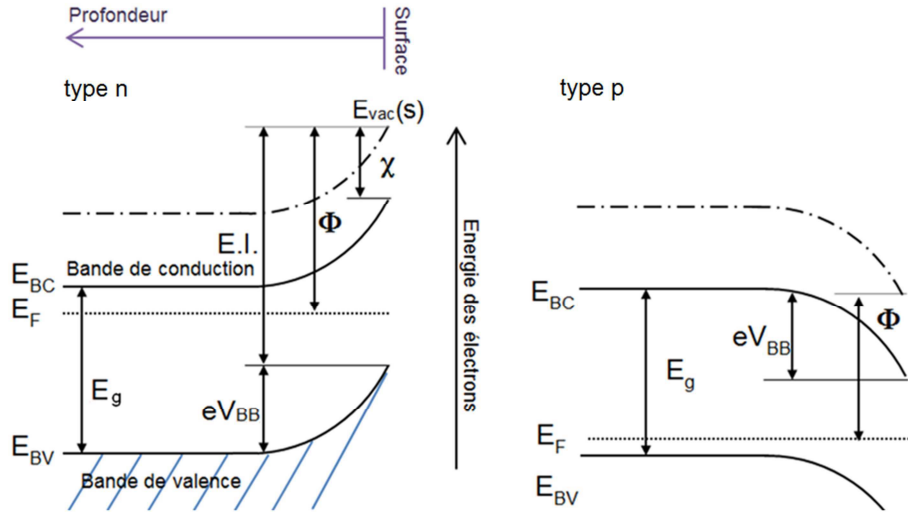 Profondeur
Surface
type n
type p
Evac(s)
χ
Φ
E.I.
Bande de conduction
EBC
EF
Eg
eVBB
EBV
Bande de valence
Energie des électrons
EBC
Φ
eVBB
Eg
EF
EBV